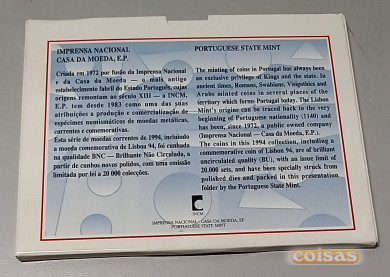 IMPRENSA NACIONAL
CASA DA MOEDA, E.P.
Criada em 1972 por fusão da Imprensa Nacional
e da Casa da Moeda — o mais antigo
estabelecimento fabril do Estado Português, cujas
origens remontam ao século XIII — a INCM,
E.P. tem desde 1983 como uma das suas
atribuições a produção e comercialização de
espécimes numismáticos de moedas metálicas,
correntes e comemorativas.
Esta série de moedas correntes de 1994, incluindo
a moeda comemorativa de Lisboa 94, foi cunhada
na qualidade BNC — Brilhante Não Circulada, a
partir de cunhos novos polidos, com uma emissão
limitada por lei a 20 000 colecções.
PORTUGUESE STATE MINT
The minting of coins in Portugal has always been
an exclusive privilege of Kings and the state. In
ancient times, Romans, Swabians, Visigothics and
Arabs minted coins in several places of the
territory which forms Portugal today. The Lisbon
Mint's origins can be traced back to the very
beginning of Portuguese nationality (1140) and
has been, since 1972, a public owned company
(Imprensa Nacional — Casa da Moeda, E.P.).
The coins in this 1994 collection, including a
commemorative coin of Lisbon 94, are of brilliant
uncirculated quality (BU), with an issue limit of
20,000 sets, and have been specially struck from
polished dies and packed in this presentation
folder by the Portuguese State Mint.
INCM
IMPRENSA NACIONAL - CASA DA MOEDA, EP
PORTUGUESE STATE MINT
coisas